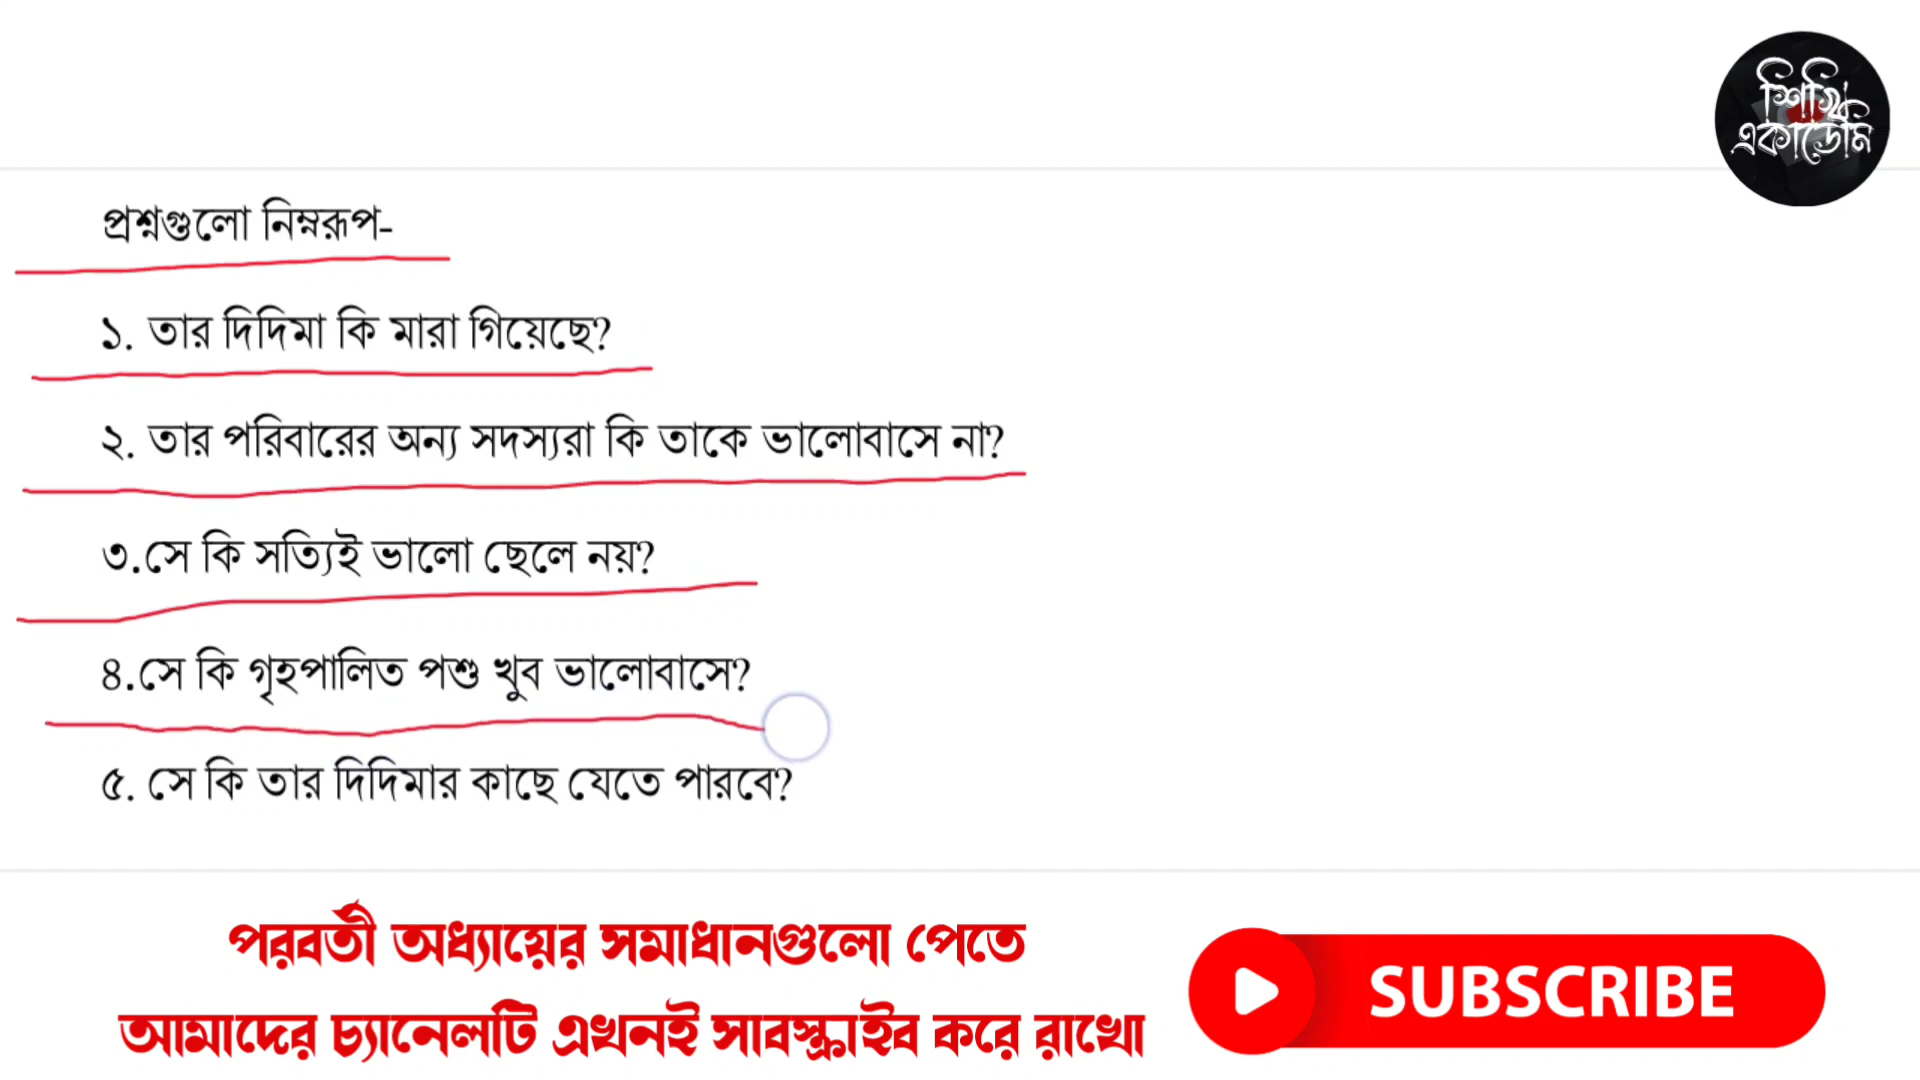 শিখি
একাডেমি
প্রশ্নগুলো নিম্নরূপ-
১. তার দিদিমা কি মারা গিয়েছে?
২. তার পরিবারের অন্য সদস্যরা কি তাকে ভালোবাসে না?
৩.সে কি সত্যিই ভালো ছেলে নয়?
৪.সে কি গৃহপালিত পশু খুব ভালোবাসে?
৫. সে কি তার দিদিমার কাছে যেতে পারবে?
পরবর্তী অধ্যায়ের সমাধানগুলো পেতে
আমাদের চ্যানেলটি এখনই সাবস্ক্রাইব করে রাখো
SUBSCRIBE